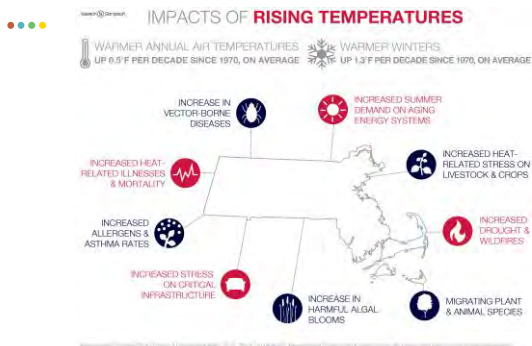 IMPACTS OF RISING TEMPERATURES
WARMER ANNUAL AIR TEMPERATURES
UP 0.5°F PER DECADE SINCE 1970, ON AVERAGE
WARMER WINTERS
UP 1.3°F PER DECADE SINCE 1970, ON AVERAGE
INCREASE IN
VECTOR-BORNE
DISEASES
INCREASED SUMMER
DEMAND ON AGING
ENERGY SYSTEMS
INCREASED HEAT-
RELATED ILLNESSES
& MORTALITY
INCREASED HEAT-
RELATED STRESS ON
LIVESTOCK & CROPS
INCREASED
ALLERGENS &
ASTHMA RATES
INCREASED
DROUGHT &
WILDFIRES
INCREASED STRESS
ON CRITICAL
INFRASTRUCTURE
INCREASE IN
HARMFUL ALGAL
BLOOMS
MIGRATING PLANT
& ANIMAL SPECIES